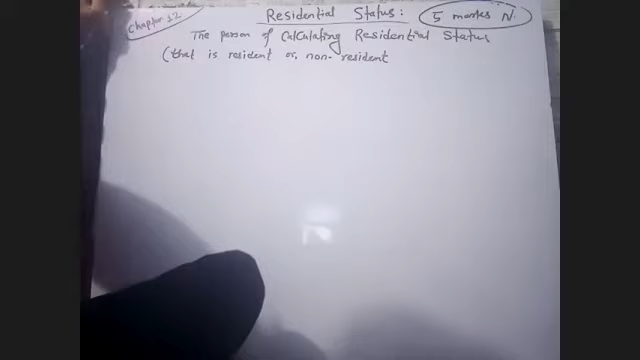 Chapter 12
Residential Status:
5 marks N.
The person of Calculating Residential Status
(that is resident or non-resident